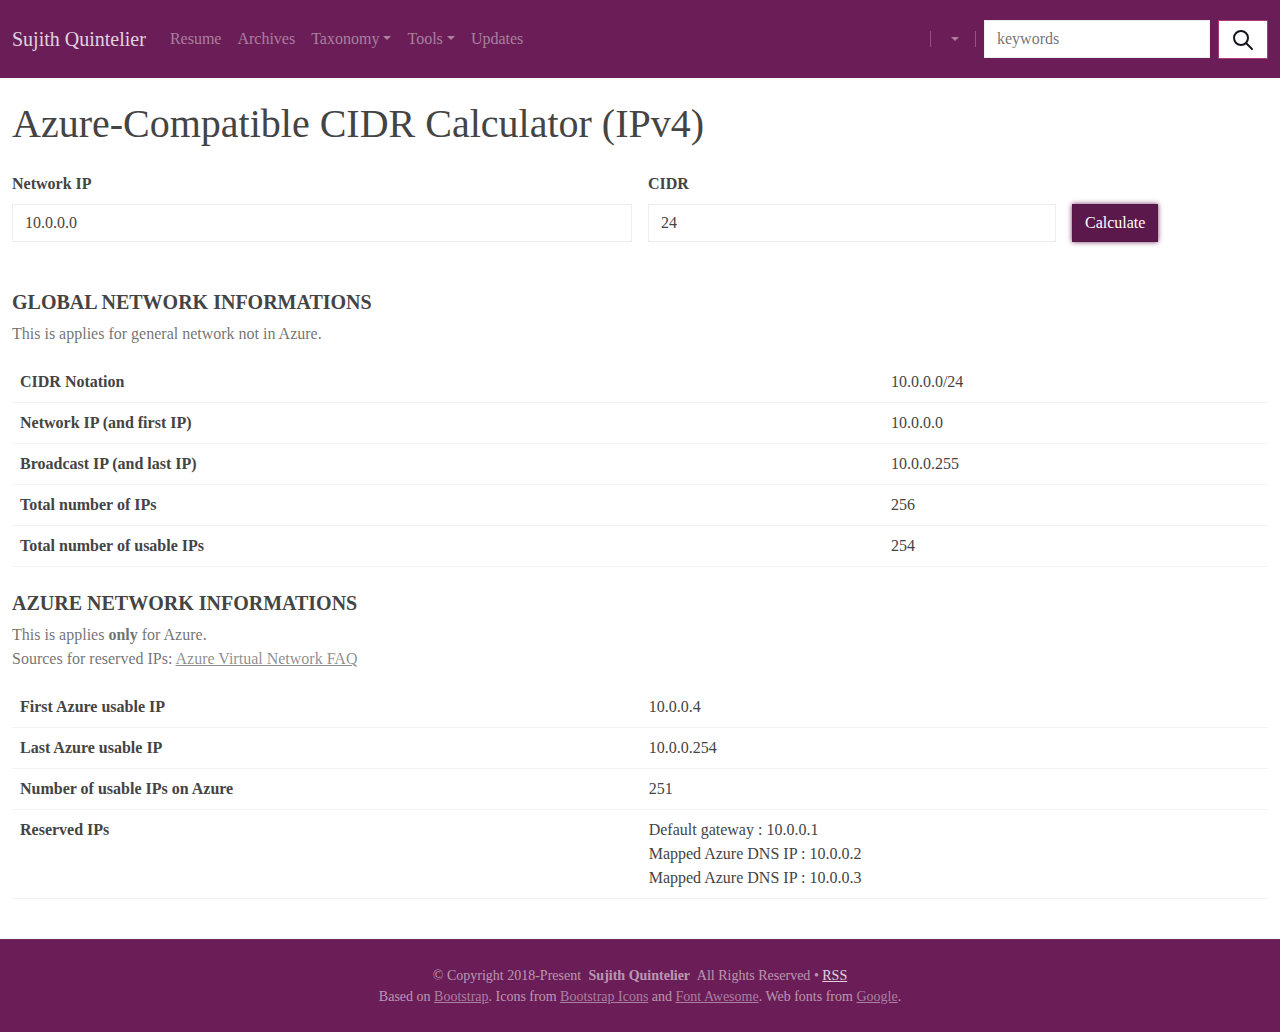 Sujith Quintelier Resume Archives Taxonomy Tools Updates keywords
Azure-Compatible CIDR Calculator (IPv4)
Network IP CIDR
10.0.0.0 24 Calculate
GLOBAL NETWORK INFORMATIONS
This is applies for general network not in Azure.
CIDR Notation 10.0.0.0/24
Network IP (and first IP) 10.0.0.0
Broadcast IP (and last IP) 10.0.0.255
Total number of IPs 256
Total number of usable IPs 254
AZURE NETWORK INFORMATIONS
This is applies only for Azure.
Sources for reserved IPs: Azure Virtual Network FAQ
First Azure usable IP 10.0.0.4
Last Azure usable IP 10.0.0.254
Number of usable IPs on Azure 251
Reserved IPs Default gateway : 10.0.0.1
Mapped Azure DNS IP : 10.0.0.2
Mapped Azure DNS IP : 10.0.0.3
© Copyright 2018-Present Sujith Quintelier All Rights Reserved • RSS
Based on Bootstrap. Icons from Bootstrap Icons and Font Awesome. Web fonts from Google.